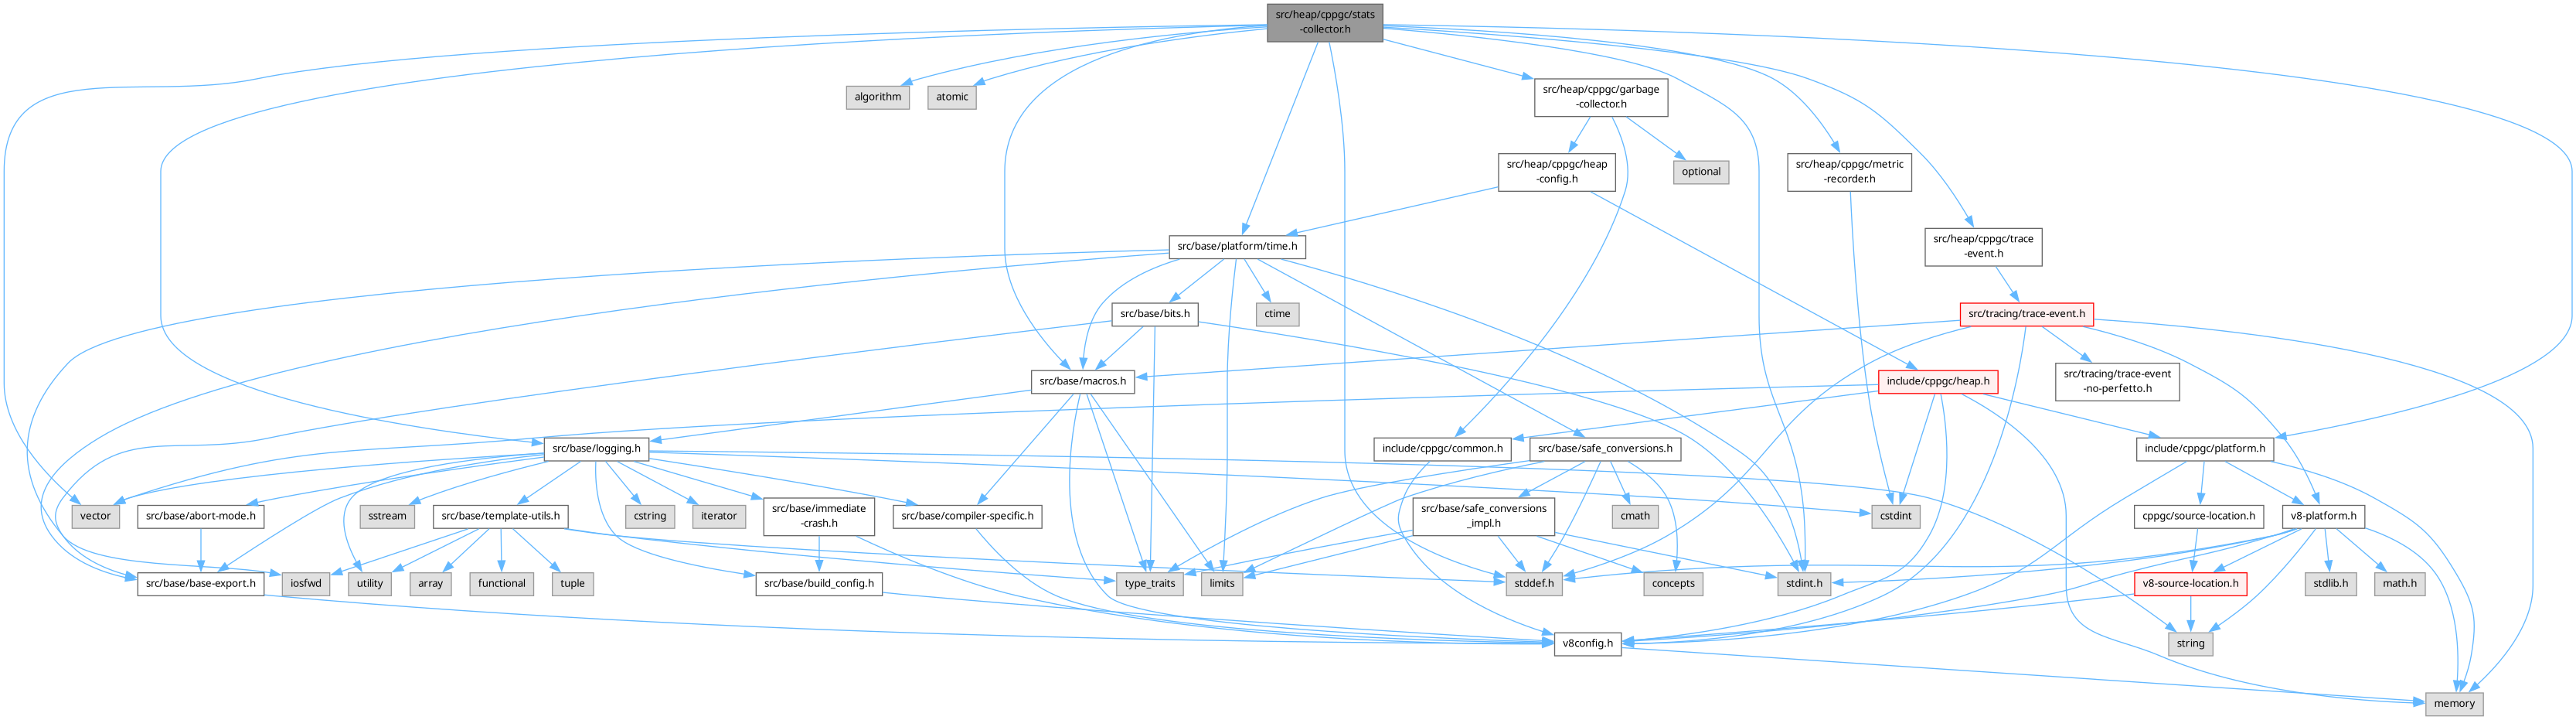 src/heap/cppgc/stats
-collector.h
algorithm
atomic
src/heap/cppgc/garbage
-collector.h
src/heap/cppgc/heap
-config.h
optional
src/heap/cppgc/metric
-recorder.h
src/base/platform/time.h
src/heap/cppgc/trace
-event.h
src/base/bits.h
ctime
src/tracing/trace-event.h
src/base/macros.h
include/cppgc/heap.h
src/tracing/trace-event
-no-perfetto.h
src/base/logging.h
include/cppgc/common.h
src/base/safe_conversions.h
include/cppgc/platform.h
vector
src/base/abort-mode.h
sstream
src/base/template-utils.h
cstring
iterator
src/base/immediate
-crash.h
src/base/compiler-specific.h
src/base/safe_conversions
_impl.h
cmath
cstdint
cppgc/source-location.h
v8-platform.h
src/base/base-export.h
iosfwd
utility
array
functional
tuple
src/base/build_config.h
type_traits
limits
stddef.h
concepts
stdint.h
v8-source-location.h
stdlib.h
math.h
v8config.h
string
memory